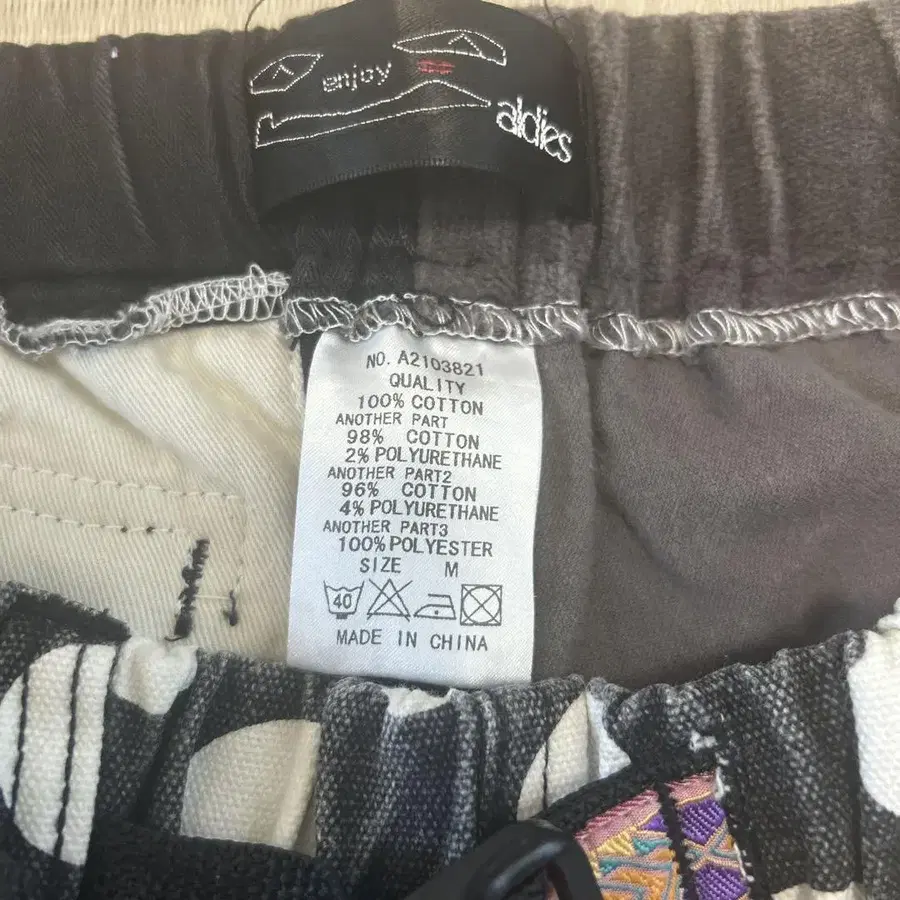 enjoy
aldies
NO. A2103821
QUALITY
100% COTTON
ANOTHER PART
98% COTTON
2% POLYURETHANE
ANOTHER PART2
96% COTTON
4% POLYURETHANE
ANOTHER PART3
100% POLYESTER
SIZE M
40
MADE IN CHINA